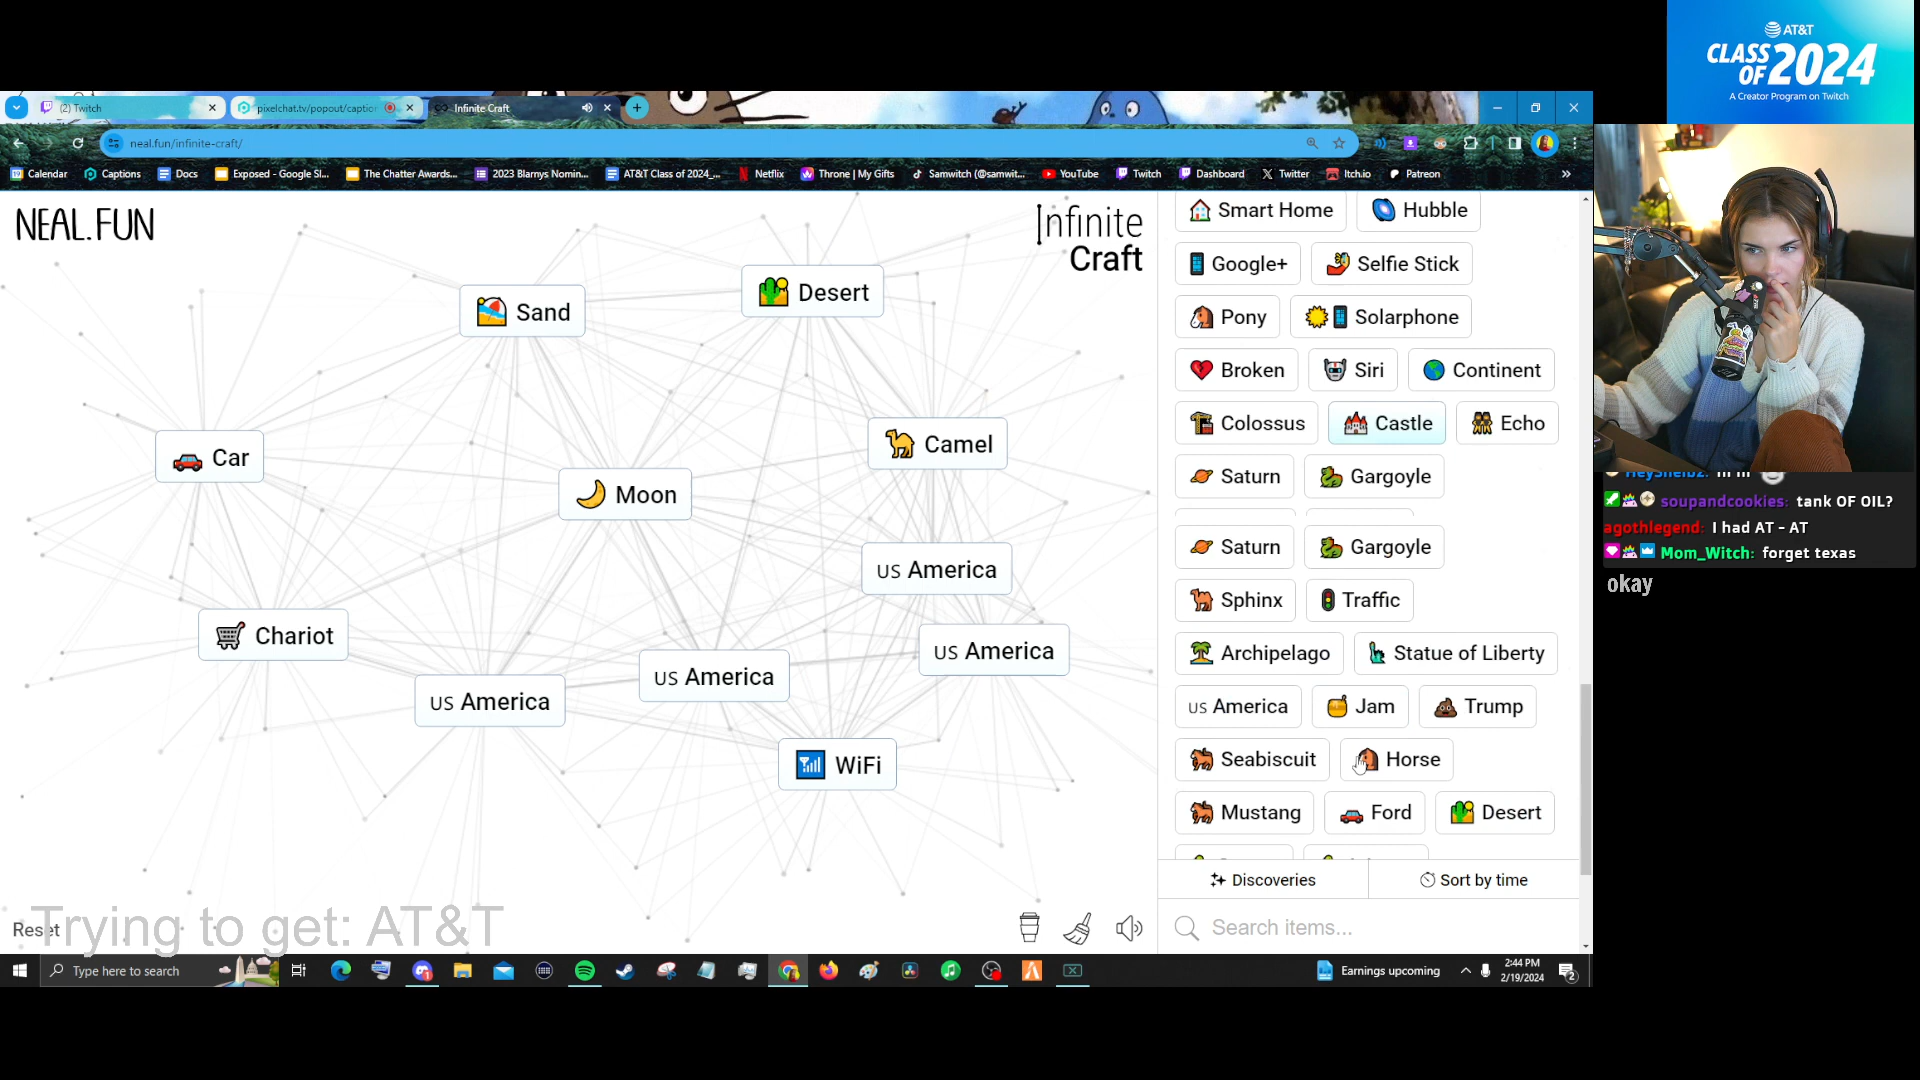 AT&T
CLASS
OF 2024
A Creator Program on Twitch
(2) Twitch
pixelchat.tv/popout/captio
Infinite Craft
neal.fun/infinite-craft/
Calendar
Captions
Docs
Exposed - Google Sl...
The Chatter Awards...
2023 Blarnys Nomin...
AT&T Class of 2024_...
Netflix
Throne | My Gifts
Samwitch (@samwit...
YouTube
Twitch
Dashboard
Twitter
Itch.io
Patreon
NEAL.FUN
Infinite
Craft
Sand
Desert
Car
Camel
Moon
US America
Chariot
US America
US America
US America
WiFi
Smart Home
Hubble
Google+
Selfie Stick
Pony
Solarphone
Broken
Siri
Continent
Colossus
Castle
Echo
Saturn
Gargoyle
Saturn
Gargoyle
Sphinx
Traffic
Archipelago
Statue of Liberty
US America
Jam
Trump
Seabiscuit
Horse
Mustang
Ford
Desert
Discoveries
Sort by time
Search items...
Reset
Trying to get: AT&T
soupandcookies: tank OF OIL?
agothlegend: I had AT - AT
Mom_Witch: forget texas
okay
Type here to search
Earnings upcoming
2:44 PM
2/19/2024
2